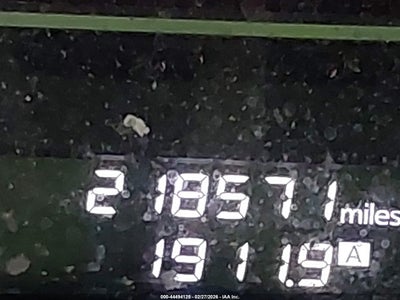 218571 miles
1911.9 A
000-44494128 - 02/27/2026 - IAA Inc.